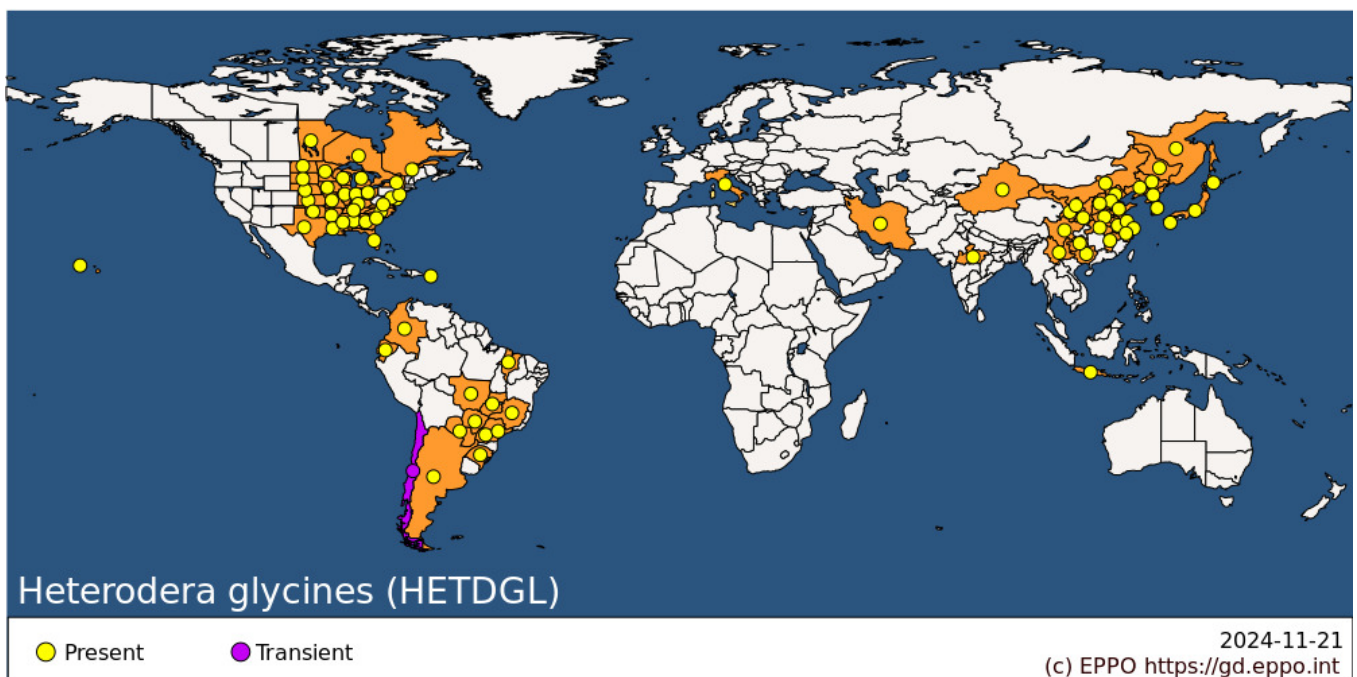 Heterodera glycines (HETDGL)
Present
Transient
2024-11-21
(c) EPPO https://gd.eppo.int